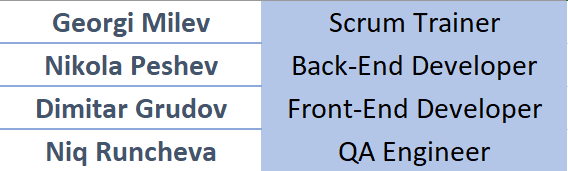 Georgi Milev Scrum Trainer
Nikola Peshev Back-End Developer
Dimitar Grudov Front-End Developer
Niq Runcheva QA Engineer